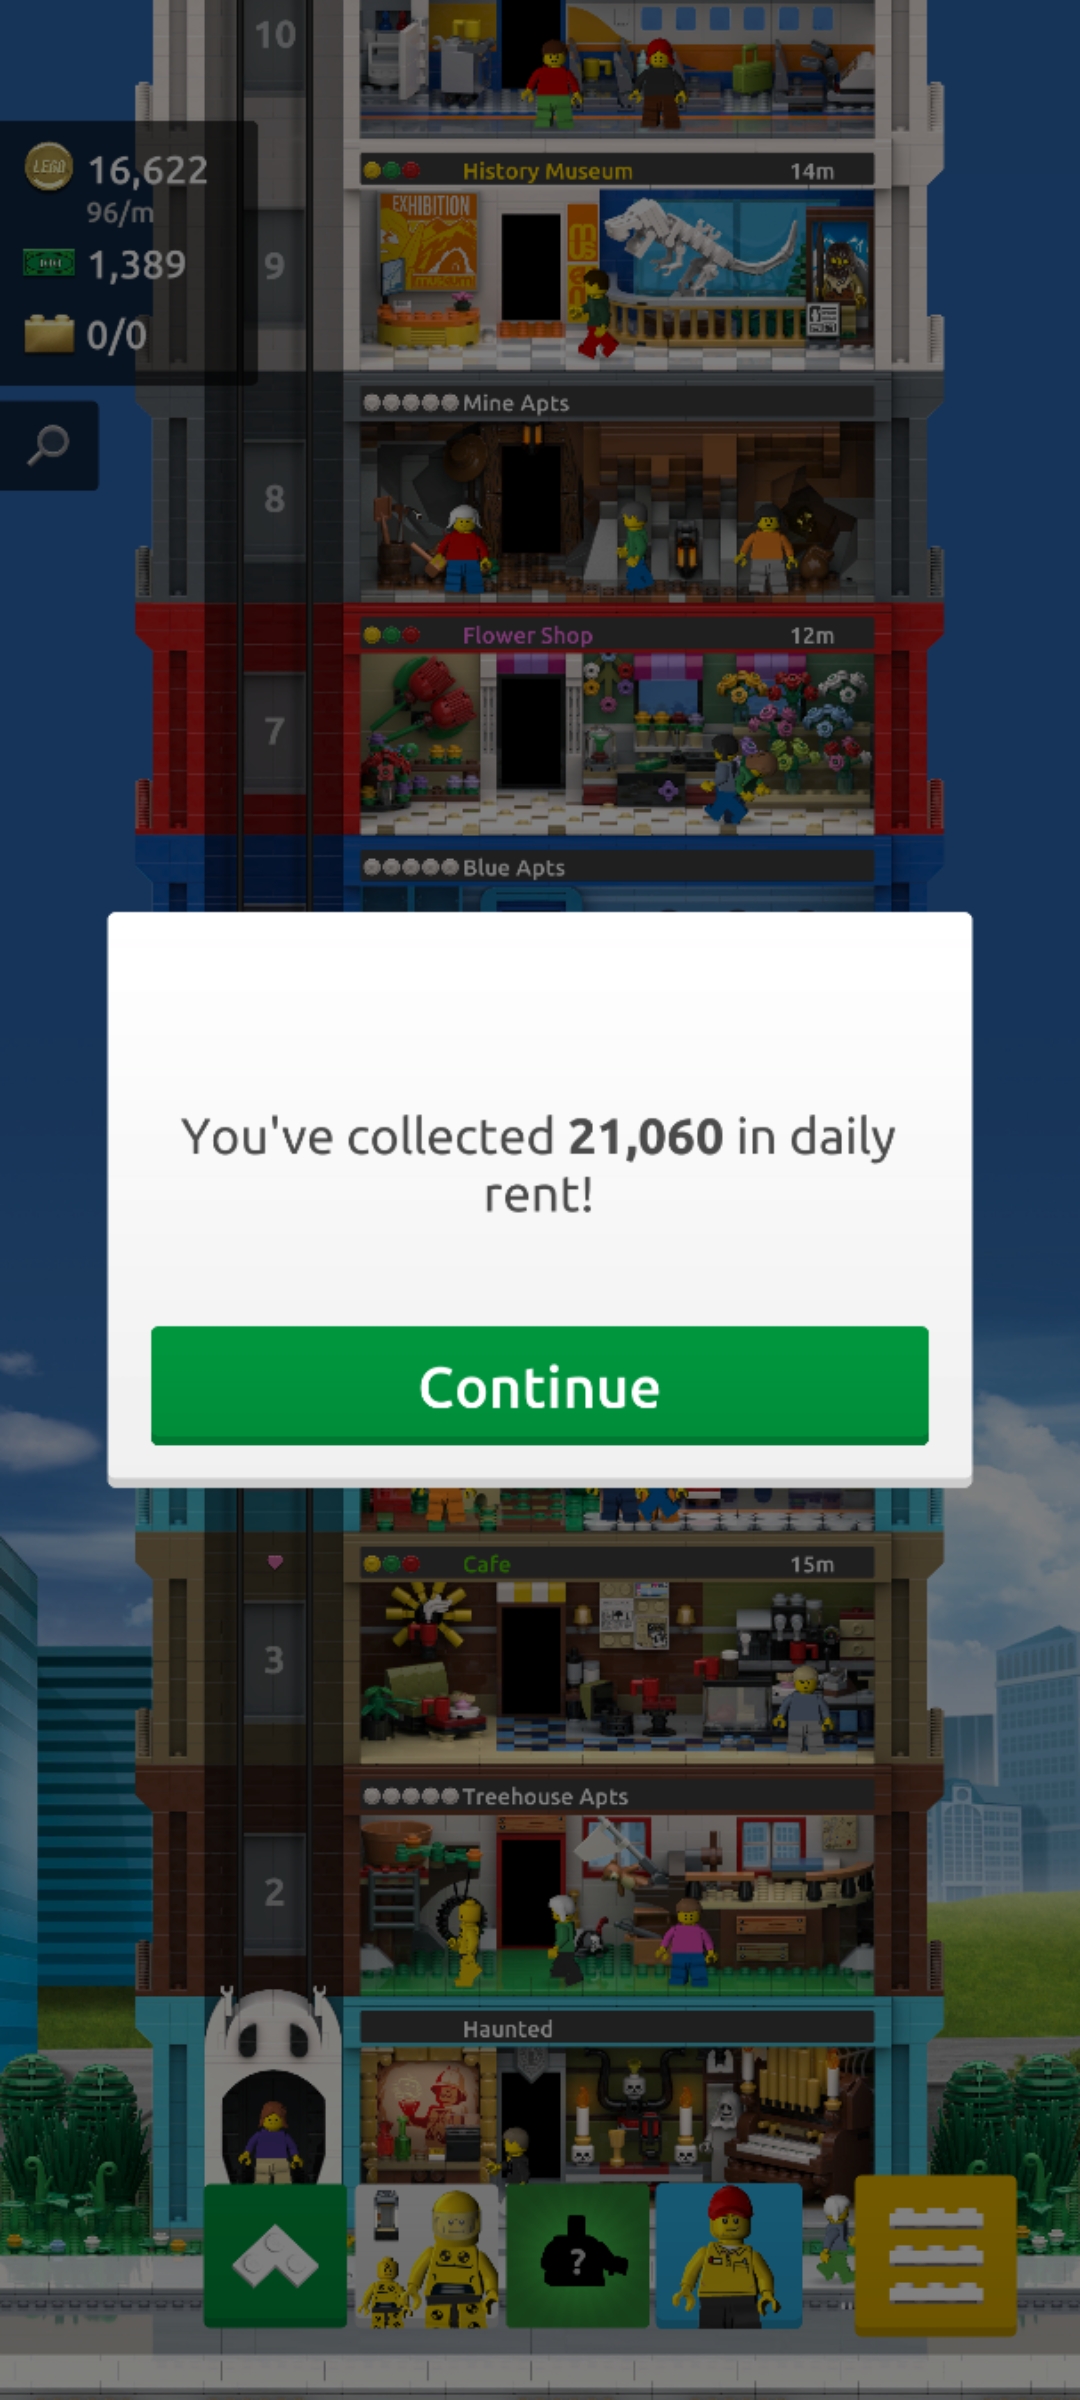 10
LEGO 16,622
96/m
1,389
0/0
History Museum 14m
EXHIBITION
museum
9
Mine Apts
8
Flower Shop 12m
7
Blue Apts
You've collected 21,060 in daily
rent!
Continue
Cafe 15m
3
Treehouse Apts
2
Haunted
?